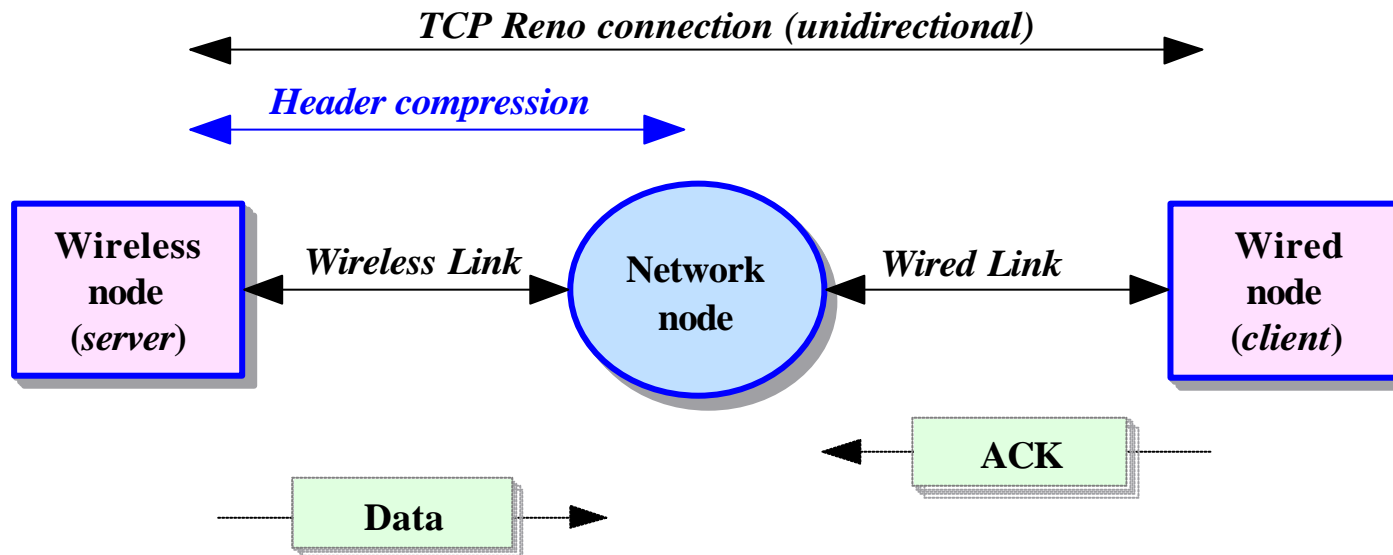 TCP Reno connection (unidirectional)
Header compression
Wireless
node
(server)
Wireless Link
Network
node
Wired Link
Wired
node
(client)
ACK
Data